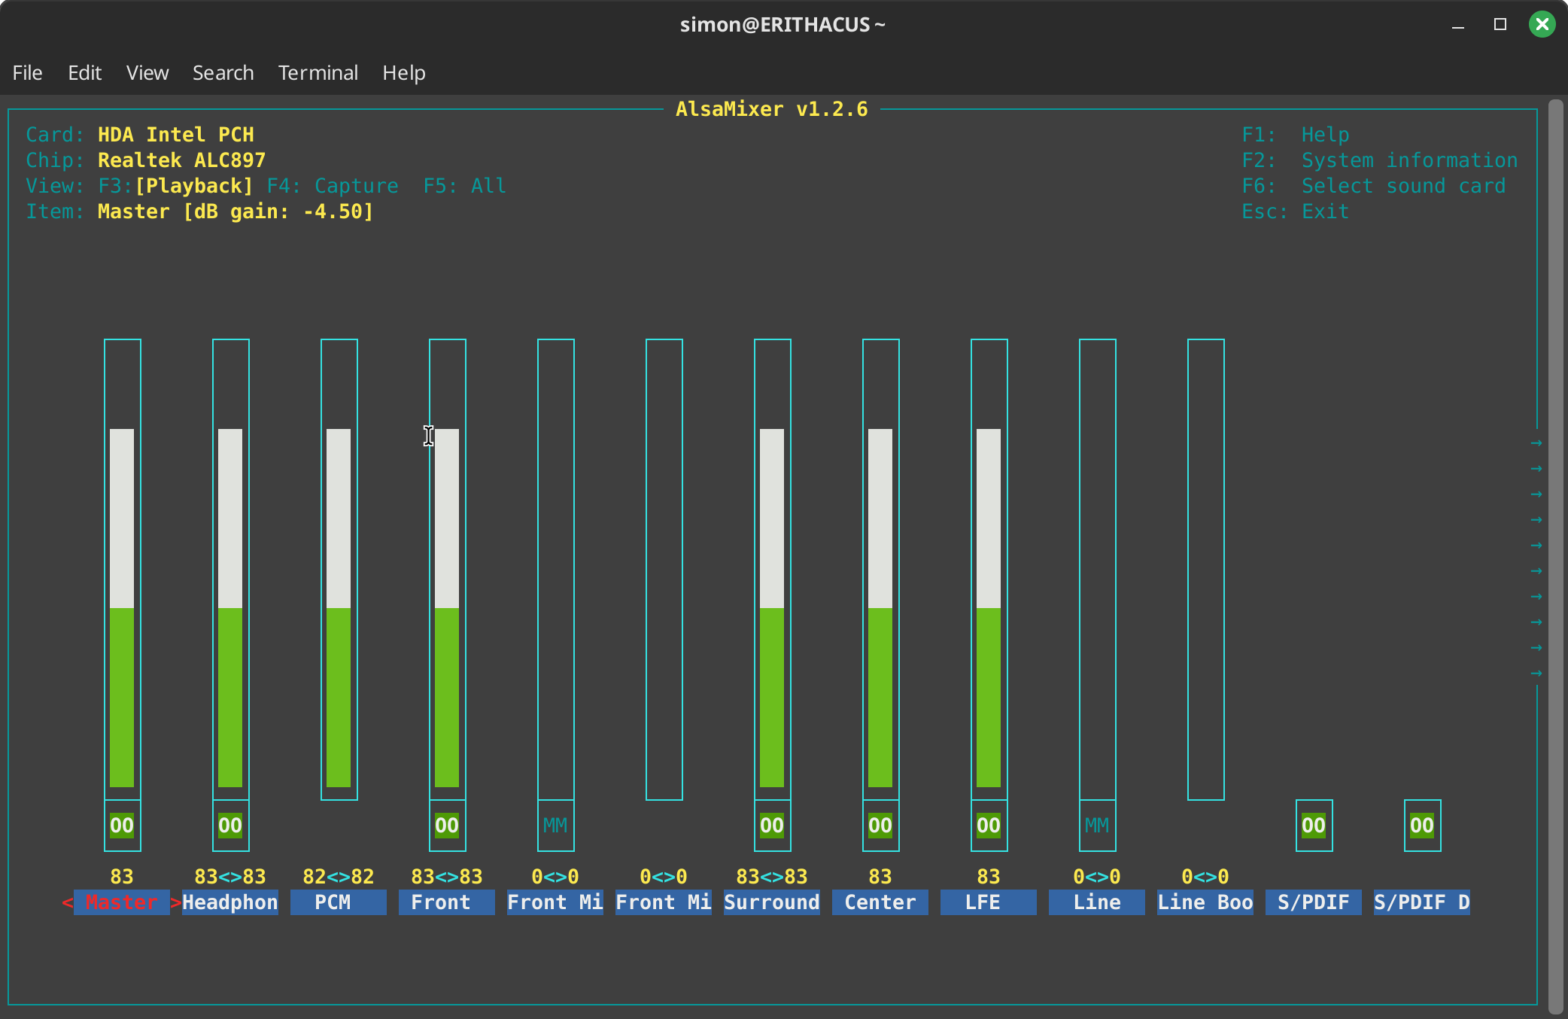 simon@ERITHACUS ~
File Edit View Search Terminal Help
AlsaMixer v1.2.6
Card: HDA Intel PCH F1: Help
Chip: Realtek ALC897 F2: System information
View: F3:[Playback] F4: Capture F5: All F6: Select sound card
Item: Master [dB gain: -4.50] Esc: Exit
→
→
→
→
→
→
→
→
→
→
OO OO OO MM OO OO OO MM OO OO
83 83<>83 82<>82 83<>83 0<>0 0<>0 83<>83 83 83 0<>0 0<>0
< Master >Headphon PCM Front Front Mi Front Mi Surround Center LFE Line Line Boo S/PDIF S/PDIF D